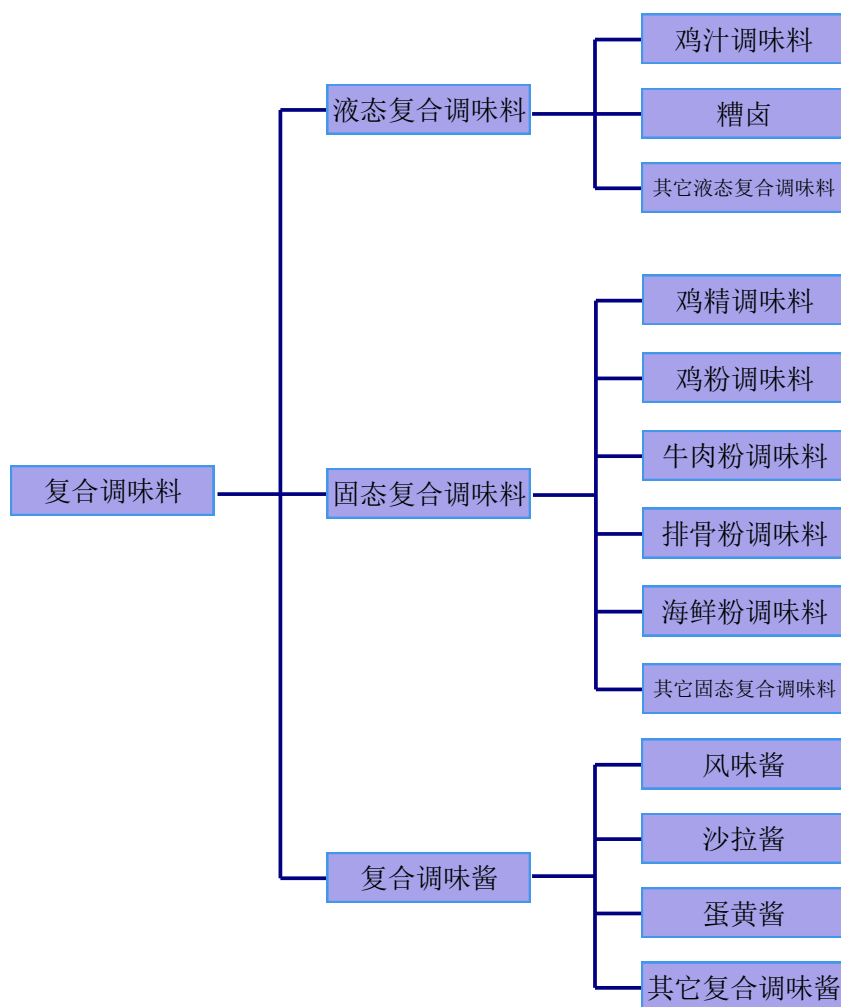 复合调味料
液态复合调味料
鸡汁调味料
糟卤
其它液态复合调味料
固态复合调味料
鸡精调味料
鸡粉调味料
牛肉粉调味料
排骨粉调味料
海鲜粉调味料
其它固态复合调味料
复合调味酱
风味酱
沙拉酱
蛋黄酱
其它复合调味酱